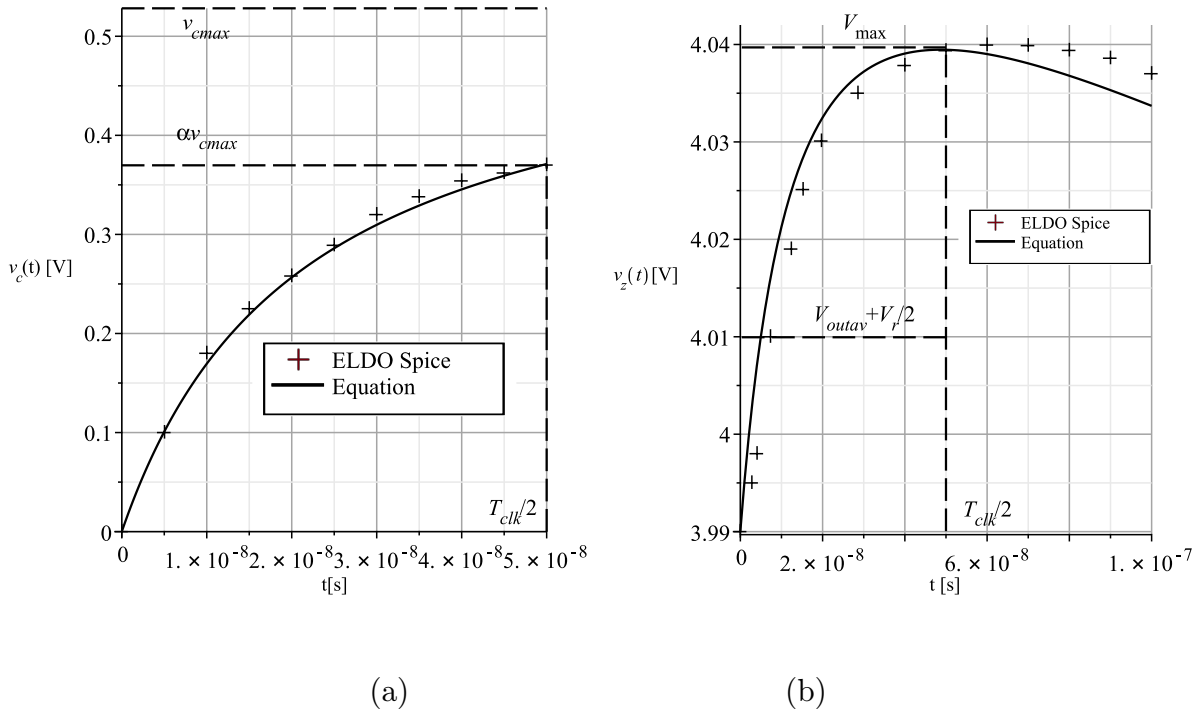 v_cmax
0.5
0.4
αv_cmax
0.3
v_c(t) [V]
0.2
ELDO Spice
Equation
0.1
T_clk/2
0
0 1. × 10^-8 2. × 10^-8 3. × 10^-8 4. × 10^-8 5. × 10^-8
t[s]
(a)
V_max
4.04
4.03
4.02
ELDO Spice
Equation
v_z(t) [V]
V_outav+V_r/2
4.01
4
T_clk/2
3.99
0 2. × 10^-8 6. × 10^-8 1. × 10^-7
t [s]
(b)